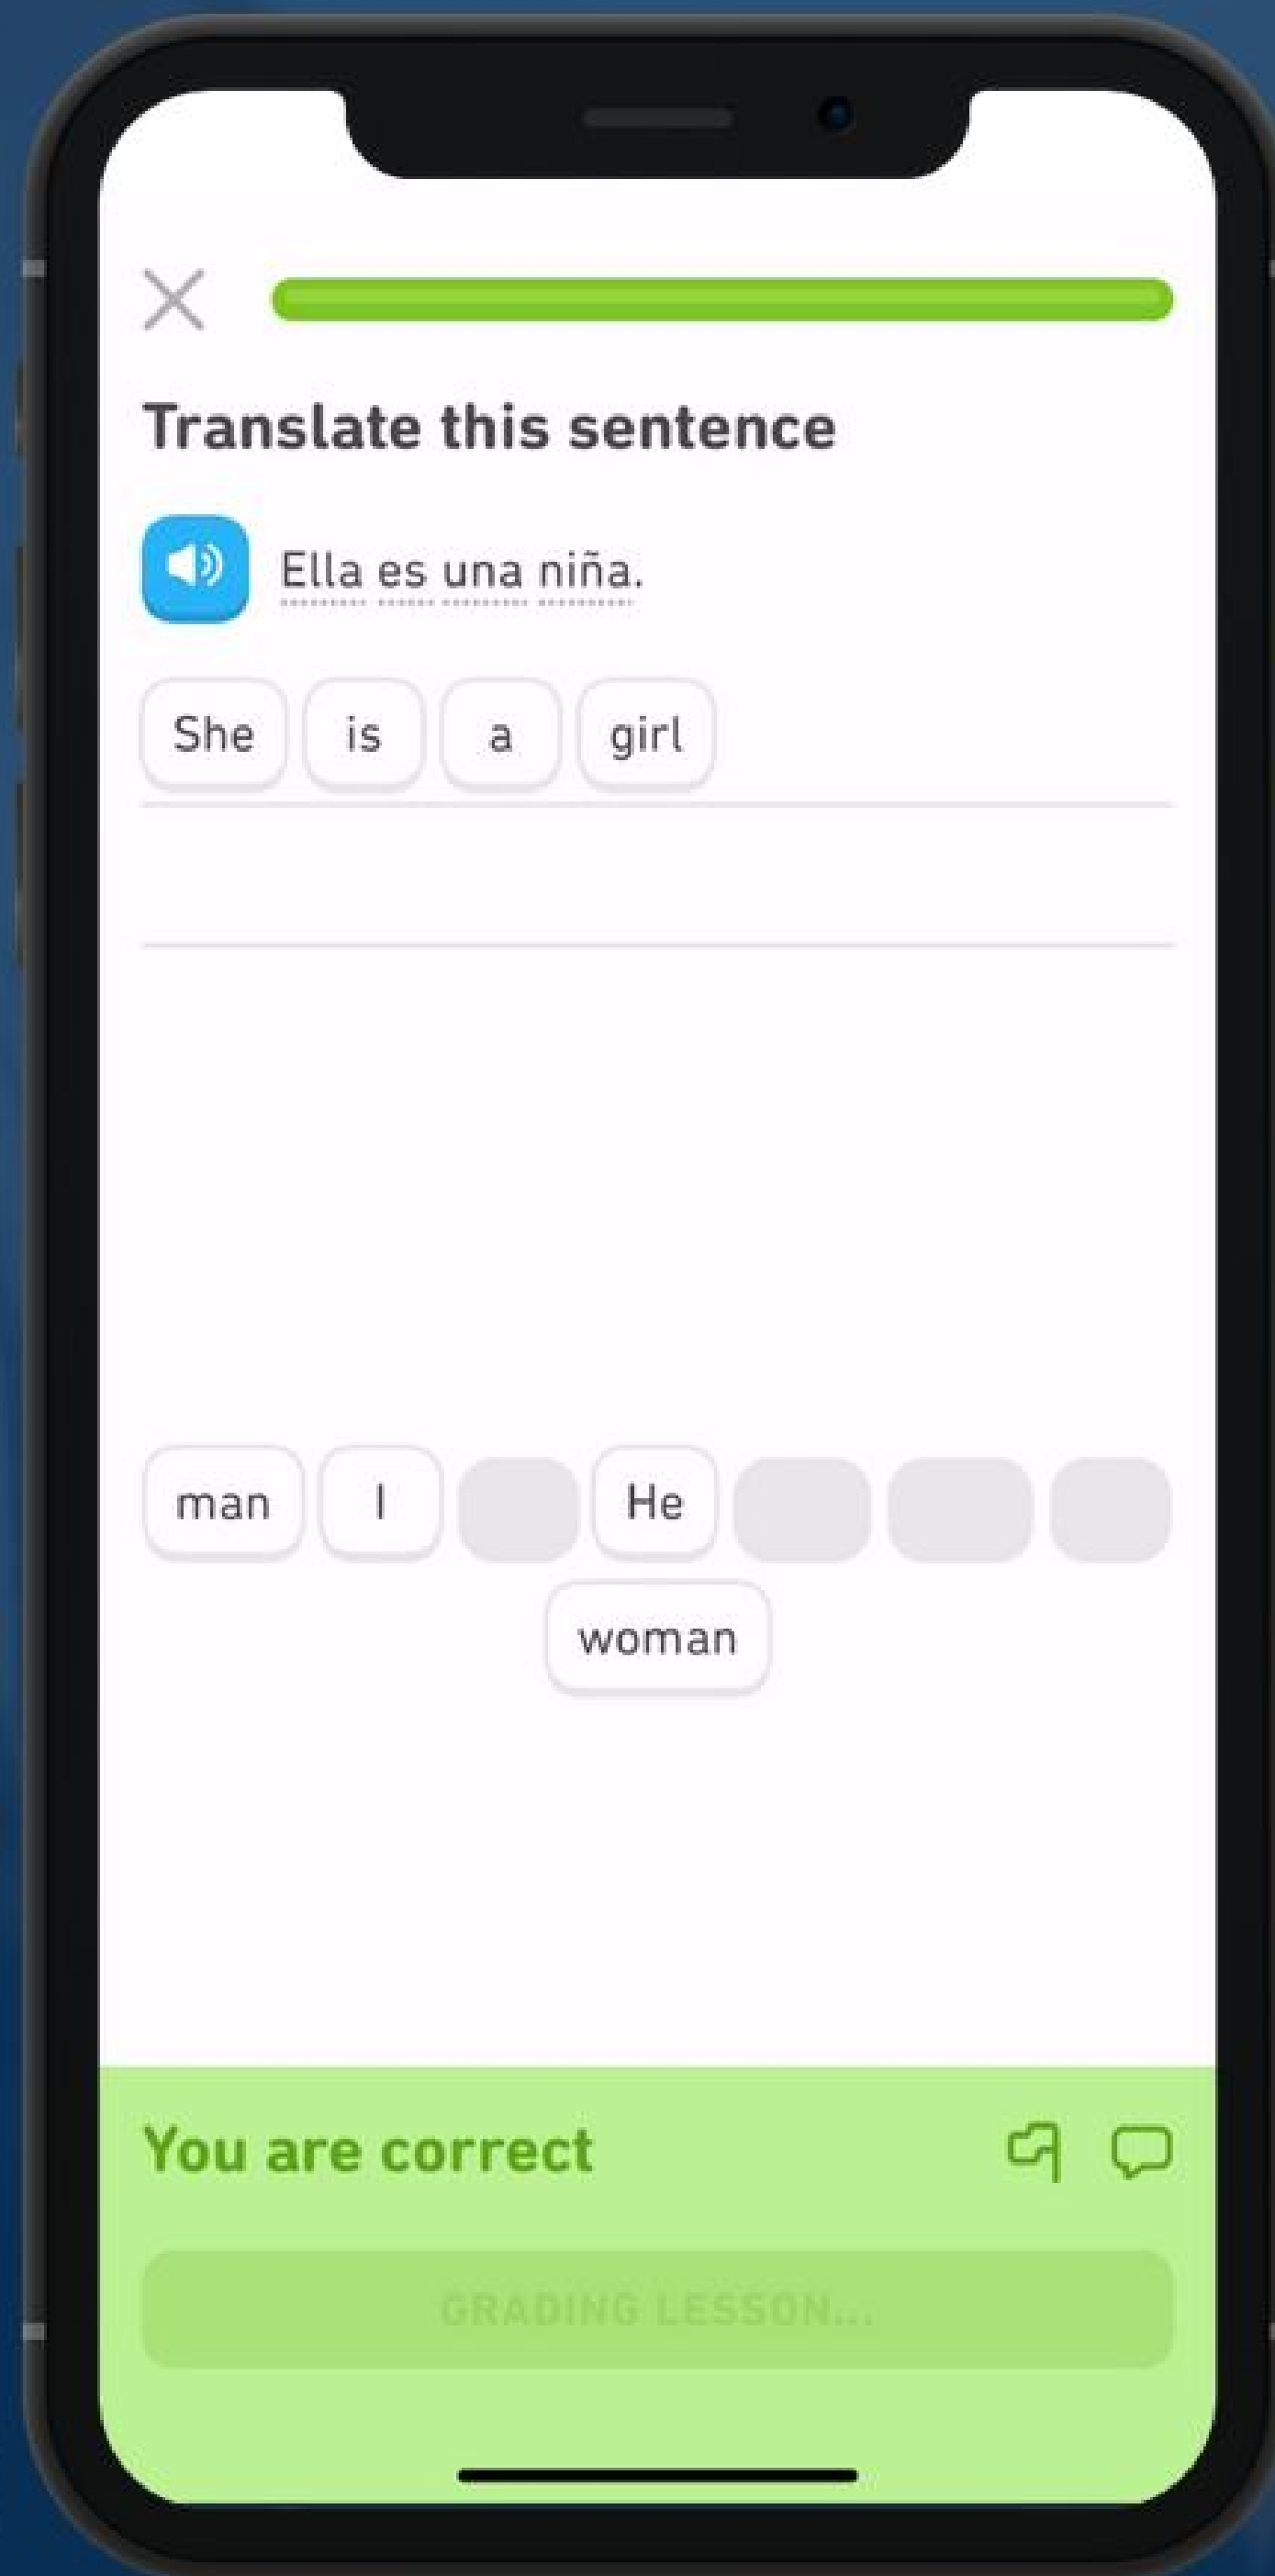 Translate this sentence
Ella es una niña.
She is a girl
man I He
woman
You are correct
GRADING LESSON...